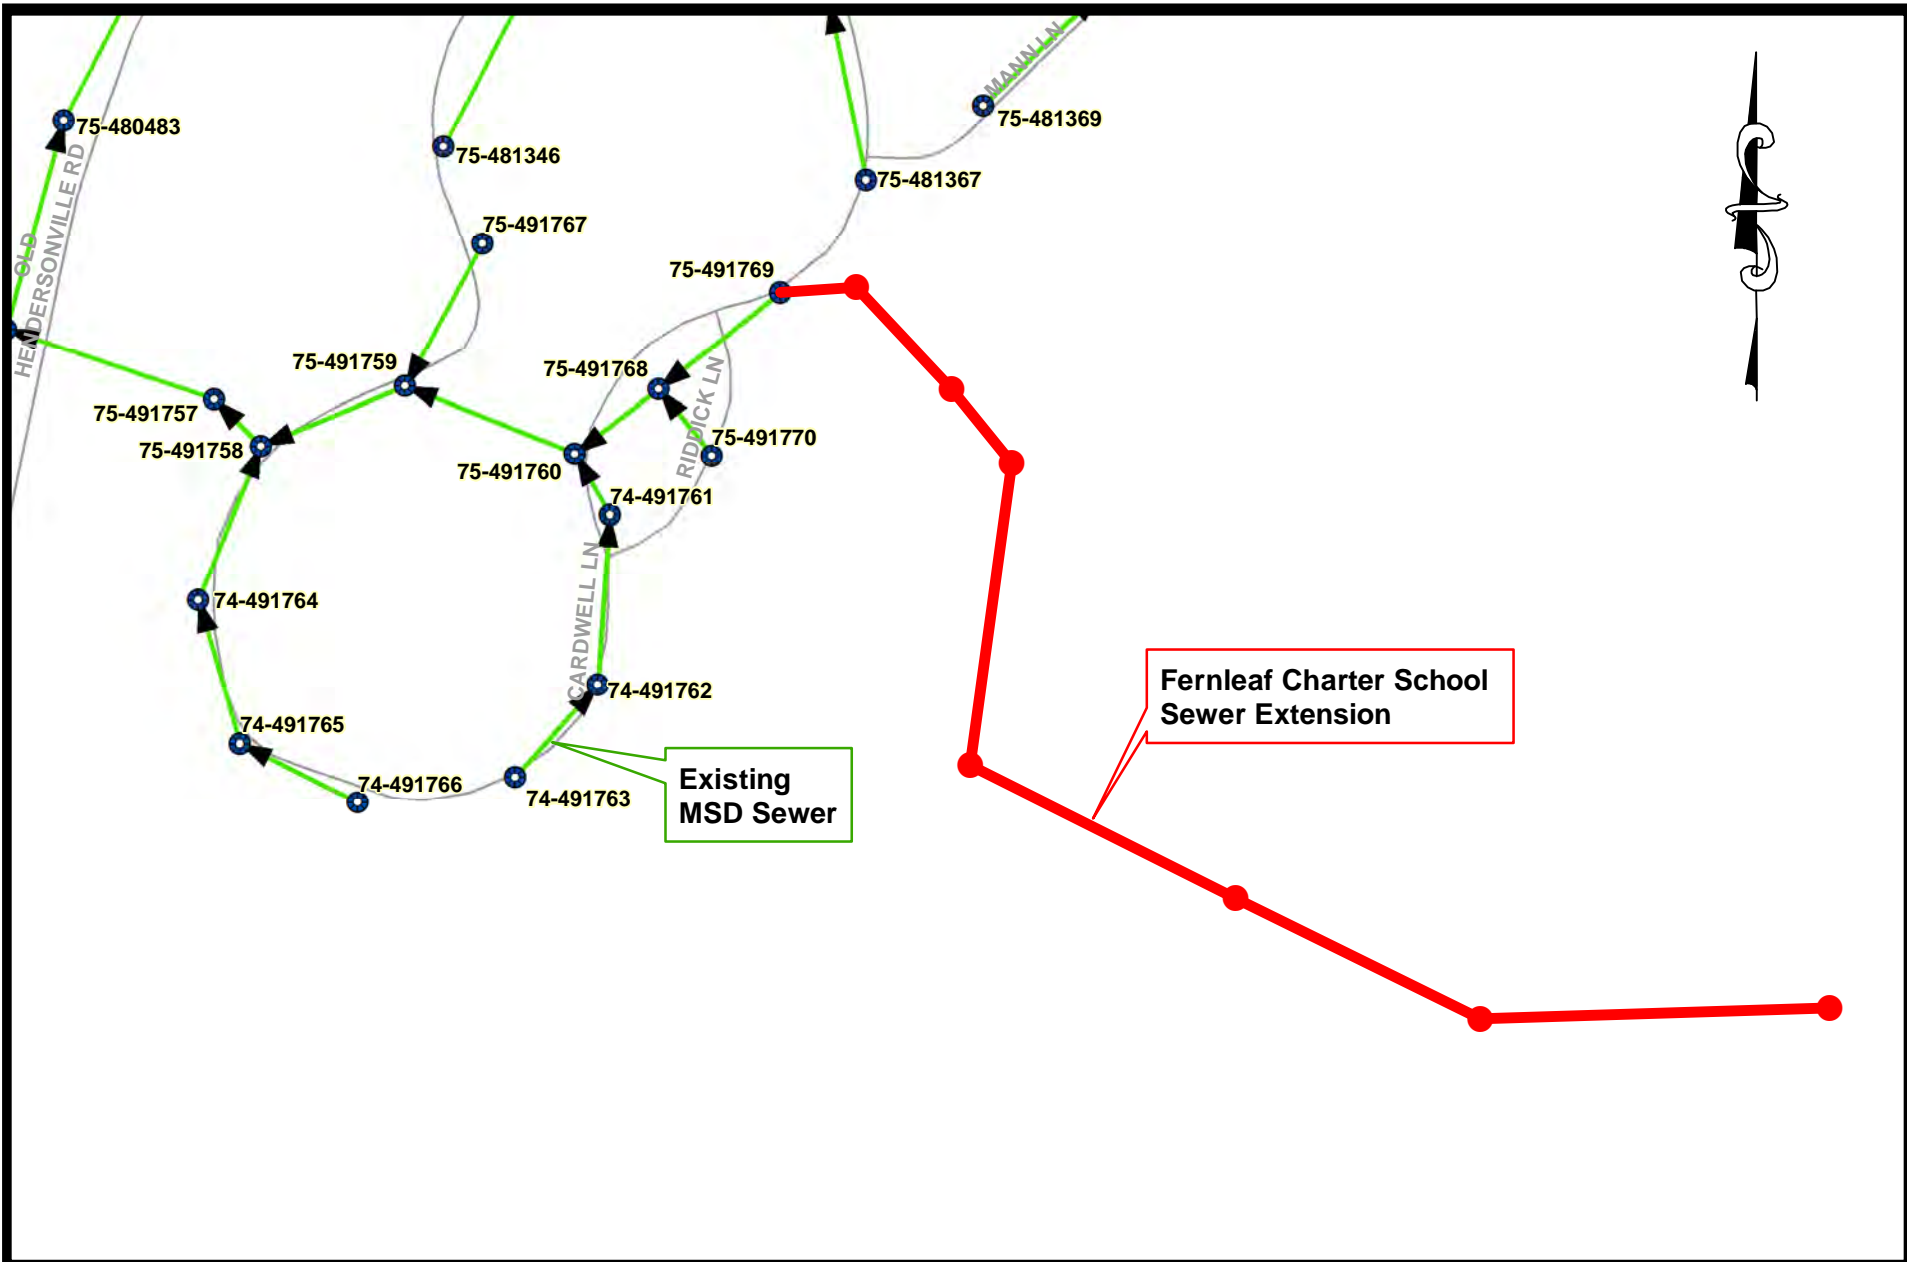 MANN LN
75-481369
75-480483
75-481346
75-481367
OLD
HENDERSONVILLE RD
75-491767
75-491769
75-491759
75-491768
RIDDICK LN
75-491757
75-491758
75-491770
75-491760
74-491761
CARDWELL LN
74-491764
74-491762
74-491765
74-491766
74-491763
Existing
MSD Sewer
Fernleaf Charter School
Sewer Extension